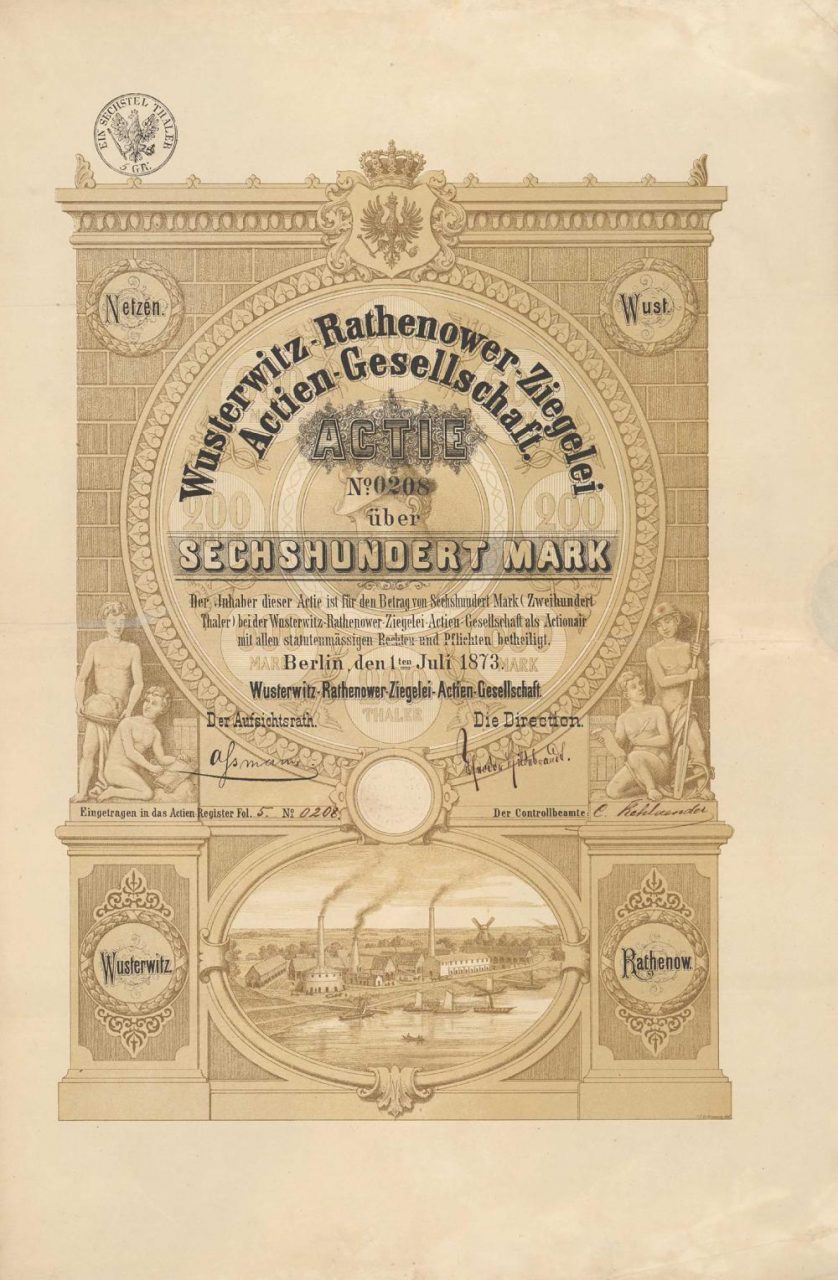 EIN SECHSTEL THALER
5 GR.
Netzen.
Wust.
Wusterwitz-Rathenower-Ziegelei
Actien-Gesellschaft.
ACTIE
No. 0208
über
200
200
SECHSHUNDERT MARK
Der Inhaber dieser Actie ist für den Betrag von Sechshundert Mark (Zweihundert
Thaler) bei der Wusterwitz-Rathenower-Ziegelei-Actien-Gesellschaft als Actionair
mit allen statutenmässigen Rechten und Pflichten betheiligt.
MARK
Berlin, den 1ten Juli 1873.
MARK
Wusterwitz-Rathenower-Ziegelei-Actien-Gesellschaft.
THALER
Der Aufsichtsrath.
Die Direction.
Eingetragen in das Actien Register Fol. 5. No. 0208.
Der Controllbeamte:
Wusterwitz.
Rathenow.